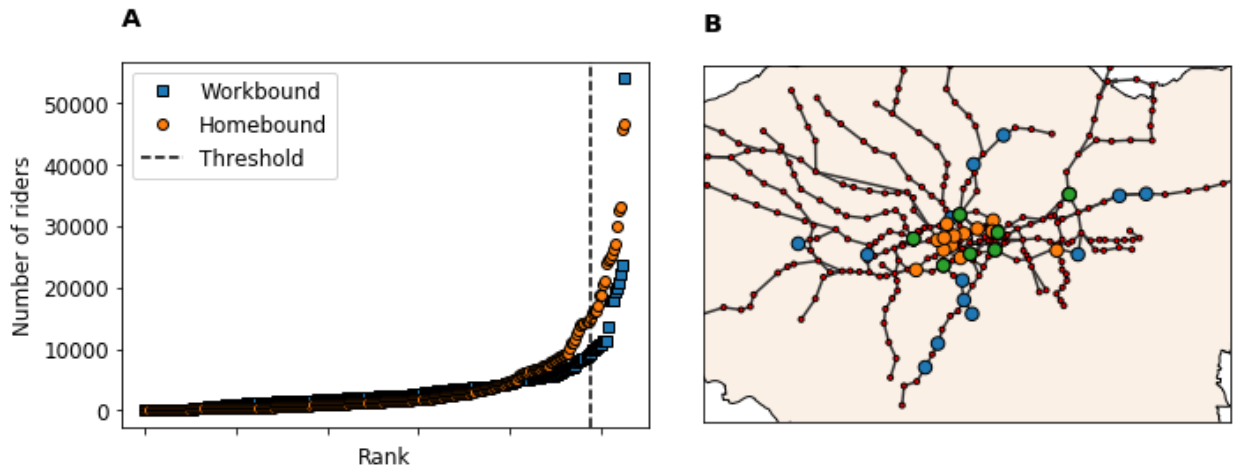 A
B
Workbound
Homebound
Threshold
50000
40000
30000
20000
10000
0
Number of riders
Rank